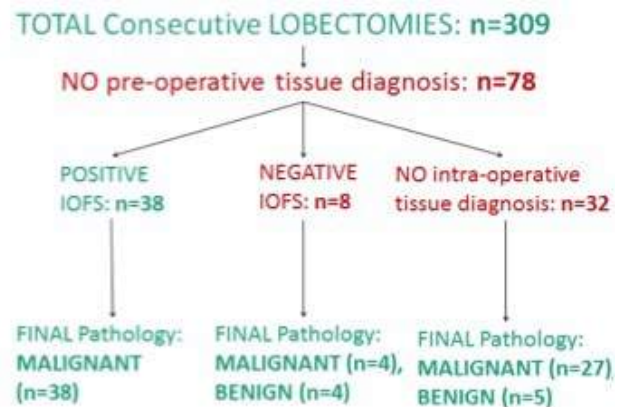 TOTAL Consecutive LOBECTOMIES: n=309
NO pre-operative tissue diagnosis: n=78
POSITIVE
IOFS: n=38
NEGATIVE
IOFS: n=8
NO intra-operative
tissue diagnosis: n=32
FINAL Pathology:
MALIGNANT
(n=38)
FINAL Pathology:
MALIGNANT (n=4),
BENIGN (n=4)
FINAL Pathology:
MALIGNANT (n=27)
BENIGN (n=5)